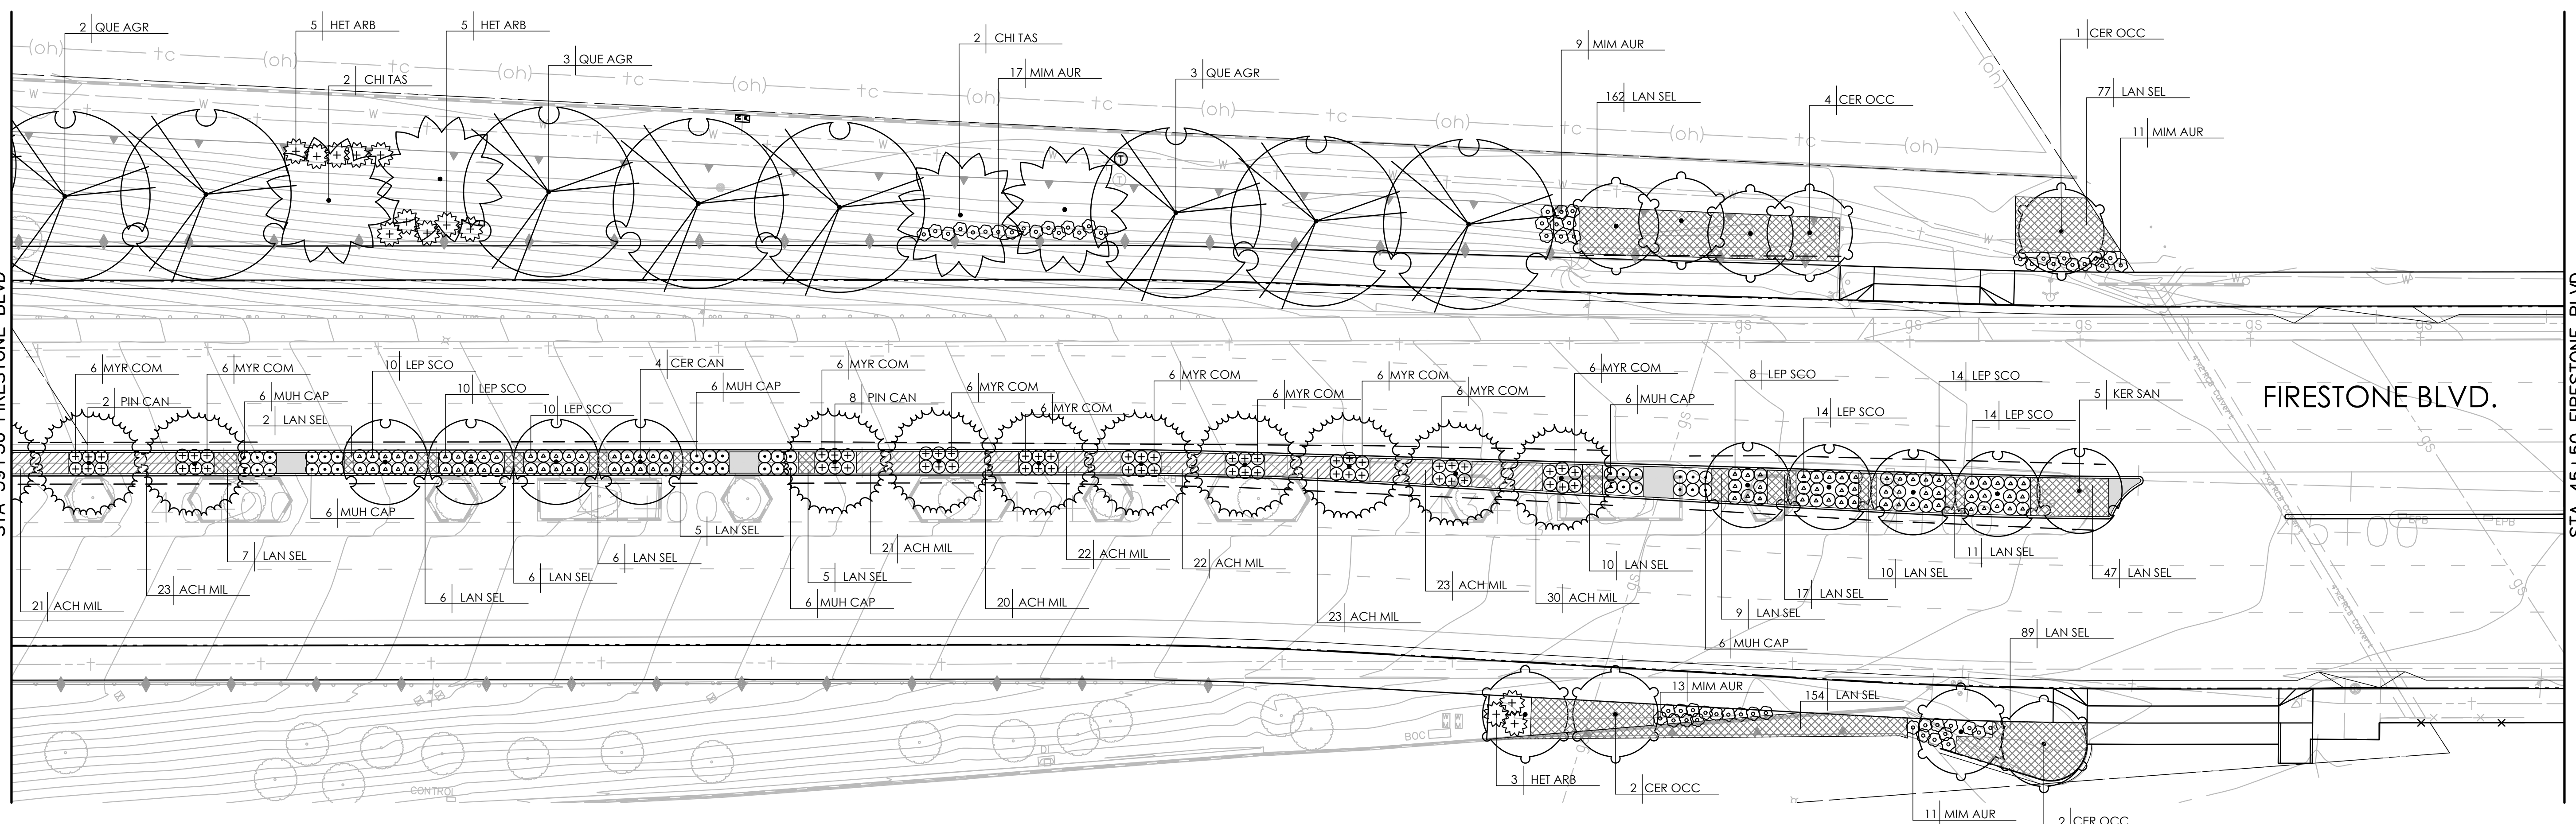 2 QUE AGR
5 HET ARB
5 HET ARB
2 CHI TAS
3 QUE AGR
2 CHI TAS
17 MIM AUR
3 QUE AGR
9 MIM AUR
162 LAN SEL
4 CER OCC
1 CER OCC
77 LAN SEL
11 MIM AUR
6 MYR COM
2 PIN CAN
6 MYR COM
6 MUH CAP
2 LAN SEL
10 LEP SCO
10 LEP SCO
10 LEP SCO
4 CER CAN
6 MUH CAP
6 MYR COM
8 PIN CAN
6 MYR COM
6 MYR COM
6 MYR COM
6 MYR COM
6 MYR COM
6 MYR COM
6 MYR COM
6 MUH CAP
8 LEP SCO
14 LEP SCO
14 LEP SCO
14 LEP SCO
5 KER SAN
FIRESTONE BLVD.
21 ACH MIL
23 ACH MIL
7 LAN SEL
6 MUH CAP
6 LAN SEL
6 LAN SEL
6 LAN SEL
5 LAN SEL
5 LAN SEL
6 MUH CAP
21 ACH MIL
20 ACH MIL
22 ACH MIL
22 ACH MIL
23 ACH MIL
23 ACH MIL
30 ACH MIL
10 LAN SEL
6 MUH CAP
9 LAN SEL
17 LAN SEL
10 LAN SEL
11 LAN SEL
47 LAN SEL
89 LAN SEL
13 MIM AUR
154 LAN SEL
3 HET ARB
2 CER OCC
11 MIM AUR
2 CER OCC
BOC
DI
CONTROL
EPB
EPB